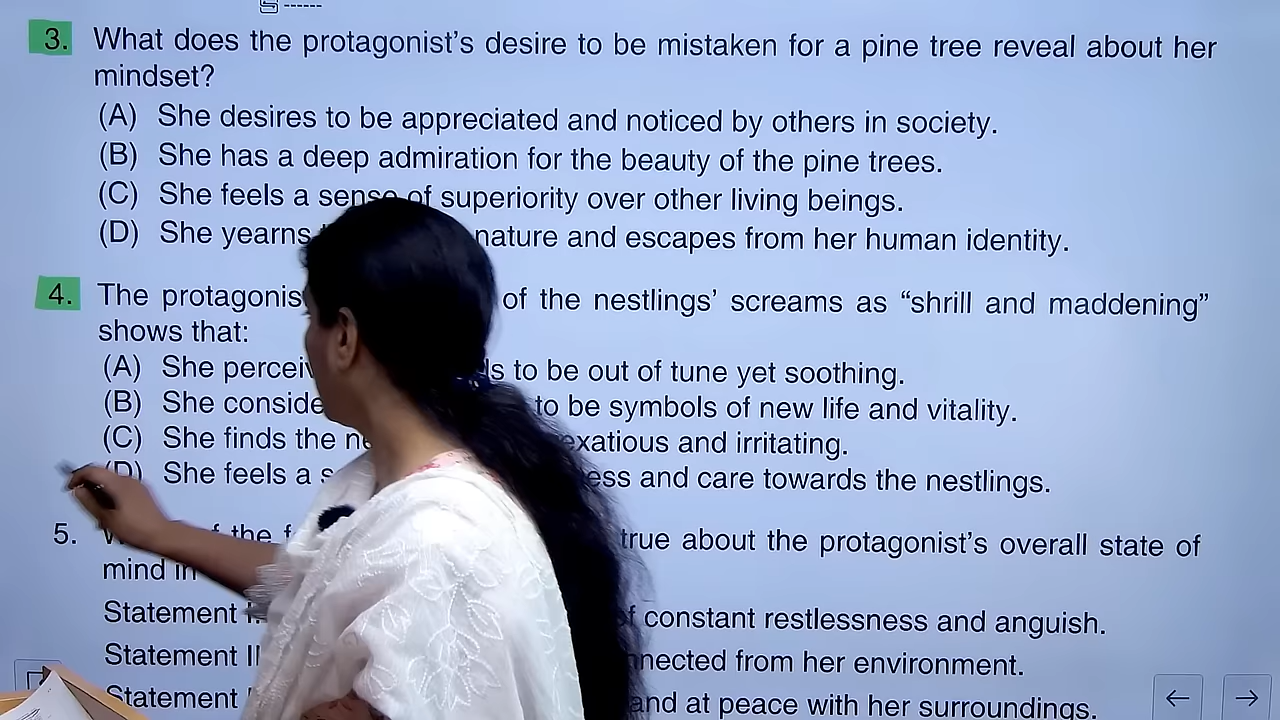 3. What does the protagonist's desire to be mistaken for a pine tree reveal about her
mindset?
(A) She desires to be appreciated and noticed by others in society.
(B) She has a deep admiration for the beauty of the pine trees.
(C) She feels a sense of superiority over other living beings.
(D) She yearns nature and escapes from her human identity.
4. The of the nestlings' screams as "shrill and maddening"
shows that:
(A) She to be out of tune yet soothing.
(B) She to be symbols of new life and vitality.
(C) She finds the and irritating.
(D) She feels a and care towards the nestlings.
5. the true about the protagonist's overall state of
mind in
Statement I: constant restlessness and anguish.
Statement II from her environment.
Statement and at peace with her surroundings.